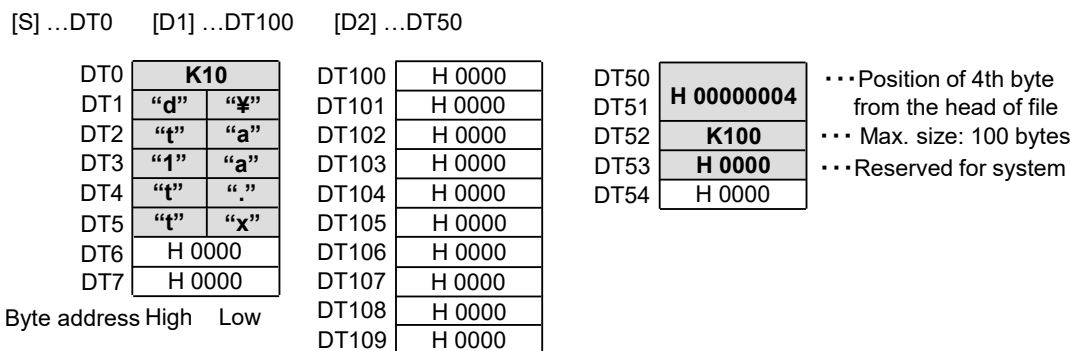 [S] …DT0 [D1] …DT100 [D2] …DT50
DT0 K10
DT1 “d” “¥”
DT2 “t” “a”
DT3 “1” “a”
DT4 “t” “.”
DT5 “t” “x”
DT6 H 0000
DT7 H 0000
Byte address High Low
DT100 H 0000
DT101 H 0000
DT102 H 0000
DT103 H 0000
DT104 H 0000
DT105 H 0000
DT106 H 0000
DT107 H 0000
DT108 H 0000
DT109 H 0000
DT50
DT51 H 00000004
DT52 K100
DT53 H 0000
DT54 H 0000
･･･Position of 4th byte
from the head of file
･･･ Max. size: 100 bytes
･･･Reserved for system